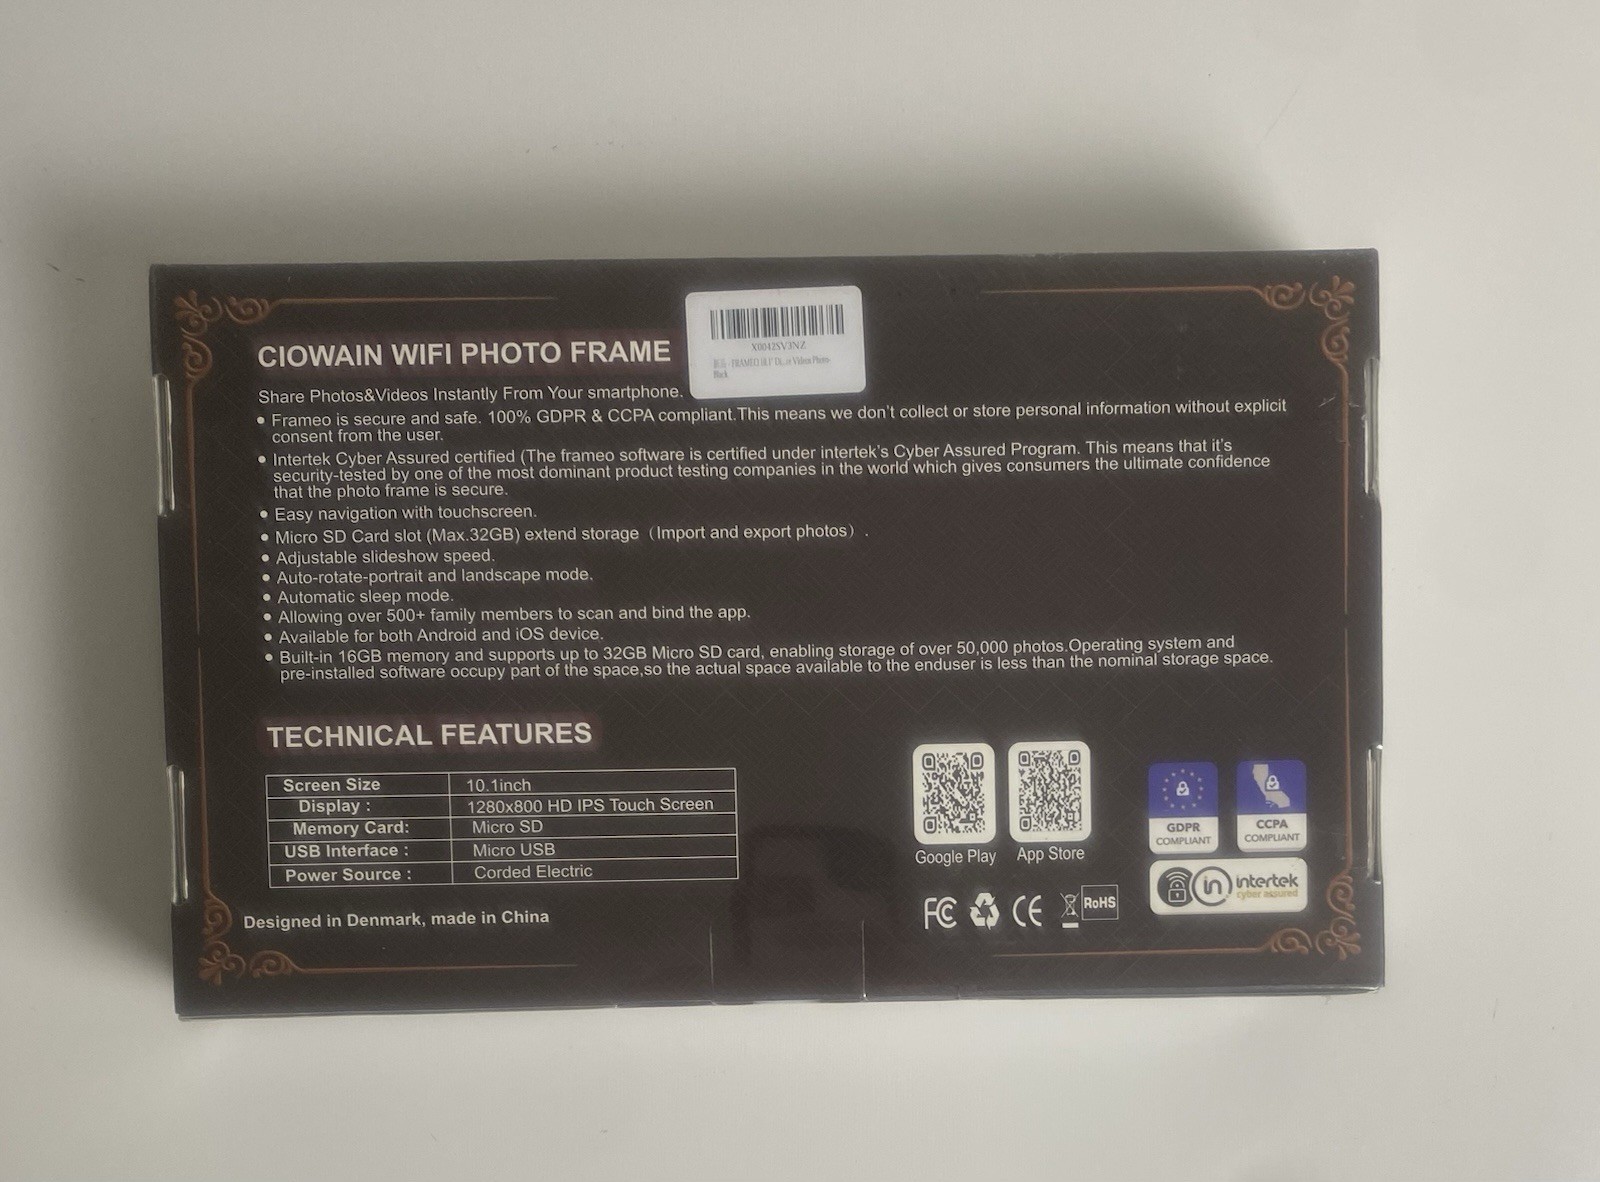 CIOWAIN WIFI PHOTO FRAME
X0042SV3NZ
Black
Share Photos&Videos Instantly From Your smartphone.
• Frameo is secure and safe. 100% GDPR & CCPA compliant.This means we don't collect or store personal information without explicit
consent from the user.
• Intertek Cyber Assured certified (The frameo software is certified under intertek's Cyber Assured Program. This means that it's
security-tested by one of the most dominant product testing companies in the world which gives consumers the ultimate confidence
that the photo frame is secure.
• Easy navigation with touchscreen.
• Micro SD Card slot (Max.32GB) extend storage（Import and export photos）.
• Adjustable slideshow speed.
• Auto-rotate-portrait and landscape mode.
• Automatic sleep mode.
• Allowing over 500+ family members to scan and bind the app.
• Available for both Android and iOS device.
• Built-in 16GB memory and supports up to 32GB Micro SD card, enabling storage of over 50,000 photos.Operating system and
pre-installed software occupy part of the space,so the actual space available to the enduser is less than the nominal storage space.
TECHNICAL FEATURES
Screen Size 10.1inch
Display : 1280x800 HD IPS Touch Screen
Memory Card: Micro SD
USB Interface : Micro USB
Power Source : Corded Electric
Designed in Denmark, made in China
Google Play App Store
GDPR
COMPLIANT
CCPA
COMPLIANT
in intertek
cyber assured
FC CE RoHS